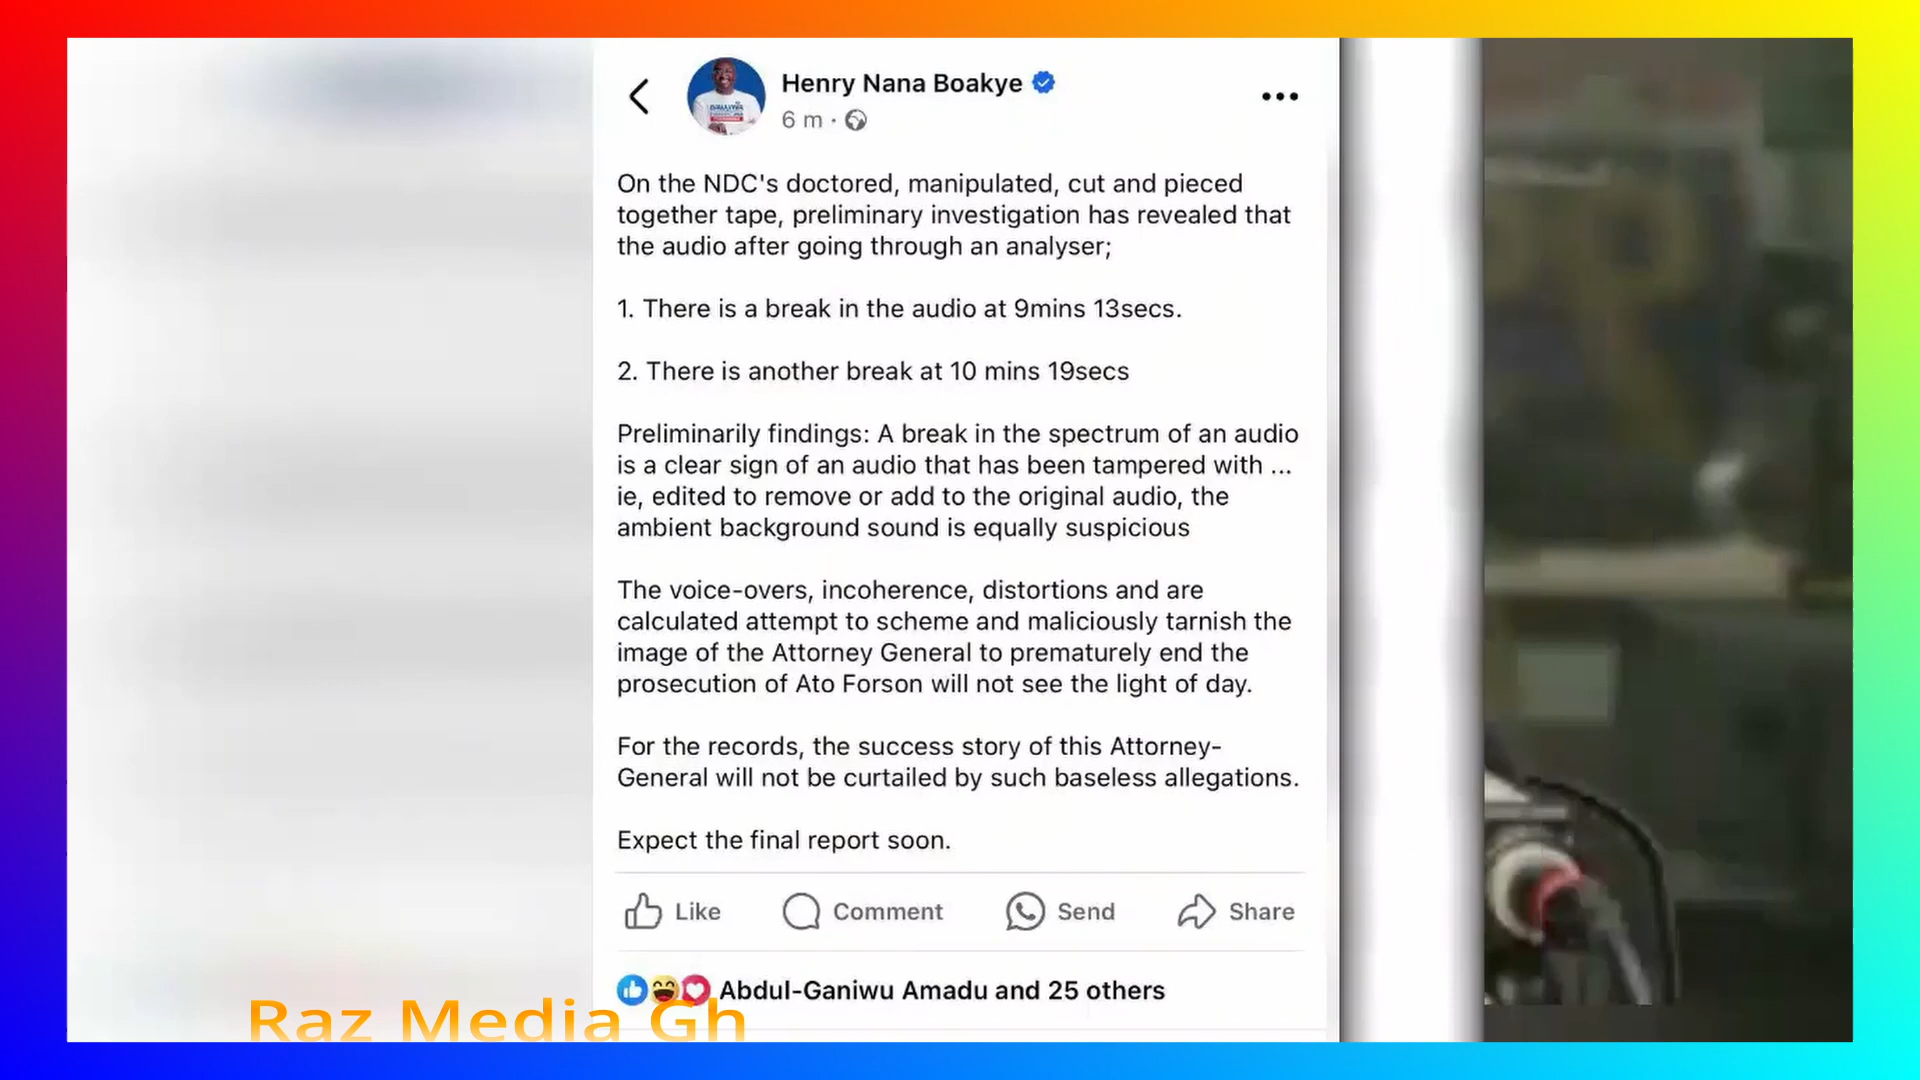 Henry Nana Boakye
6 m ·
On the NDC's doctored, manipulated, cut and pieced
together tape, preliminary investigation has revealed that
the audio after going through an analyser;
1. There is a break in the audio at 9mins 13secs.
2. There is another break at 10 mins 19secs
Preliminarily findings: A break in the spectrum of an audio
is a clear sign of an audio that has been tampered with ...
ie, edited to remove or add to the original audio, the
ambient background sound is equally suspicious
The voice-overs, incoherence, distortions and are
calculated attempt to scheme and maliciously tarnish the
image of the Attorney General to prematurely end the
prosecution of Ato Forson will not see the light of day.
For the records, the success story of this Attorney-
General will not be curtailed by such baseless allegations.
Expect the final report soon.
Like Comment Send Share
Abdul-Ganiwu Amadu and 25 others
Raz Media Gh